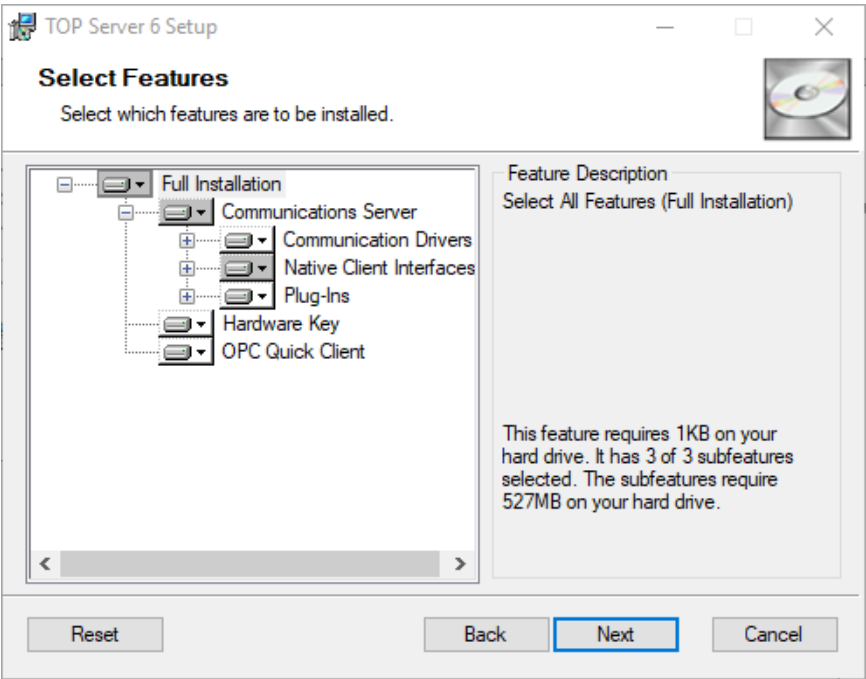 TOP Server 6 Setup
Select Features
Select which features are to be installed.
Full Installation
Communications Server
Communication Drivers
Native Client Interfaces
Plug-Ins
Hardware Key
OPC Quick Client
Feature Description
Select All Features (Full Installation)
This feature requires 1KB on your
hard drive. It has 3 of 3 subfeatures
selected. The subfeatures require
527MB on your hard drive.
Reset
Back
Next
Cancel